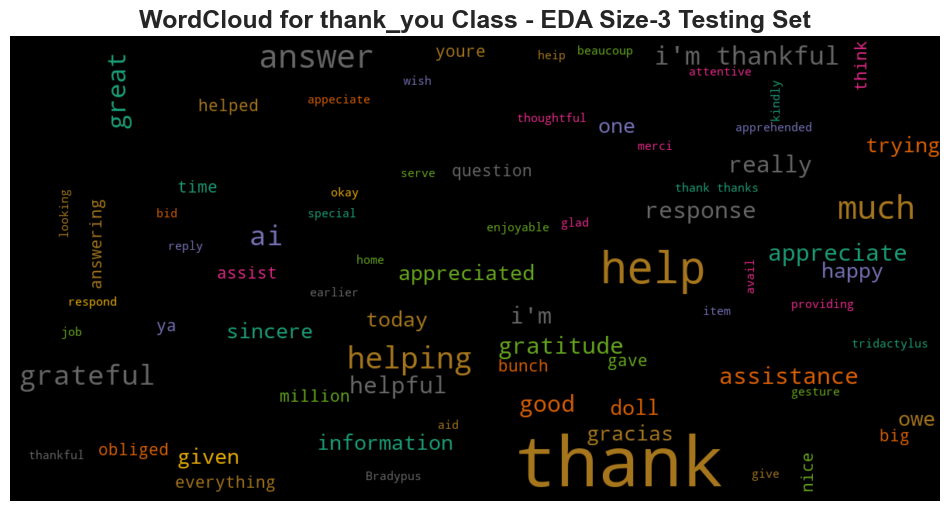 WordCloud for thank_you Class - EDA Size-3 Testing Set
answer
youre
heip
beaucoup
i'm thankful
think
great
wish
attentive
kindly
helped
appeciate
thoughtful
one
apprehended
merci
trying
question
really
serve
time
okay
thank thanks
looking
answering
bid
special
response
much
enjoyable
glad
ai
reply
home
help
appreciate
assist
appreciated
avail
happy
earlier
respond
item
providing
job
ya
sincere
today
i'm
gratitude
tridactylus
helping
gave
bunch
grateful
helpful
assistance
million
gesture
good
doll
owe
aid
gracias
big
information
thank
obliged
thankful
given
everything
Bradypus
give
nice